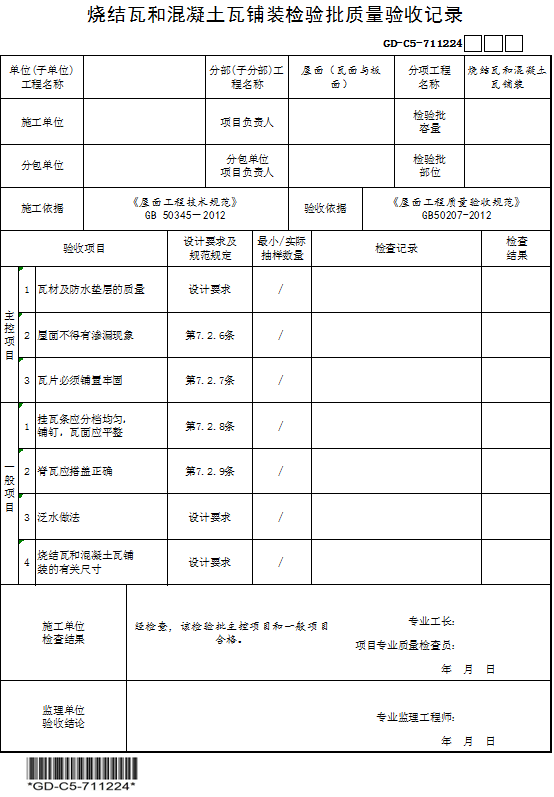 烧结瓦和混凝土瓦铺装检验批质量验收记录
GD-C5-711224
单位(子单位)
工程名称
分部(子分部)工
程名称
屋面（瓦面与板
面）
分项工程
名称
烧结瓦和混凝土
瓦铺装
施工单位
项目负责人
检验批
容量
分包单位
分包单位
项目负责人
检验批
部位
施工依据
《屋面工程技术规范》
GB 50345-2012
验收依据
《屋面工程质量验收规范》
GB50207-2012
验收项目
设计要求及
规范规定
最小/实际
抽样数量
检查记录
检查
结果
主控项目
1 瓦材及防水垫层的质量 设计要求 /
2 屋面不得有渗漏现象 第7.2.6条 /
3 瓦片必须铺置牢固 第7.2.7条 /
一般项目
1 挂瓦条应分档均匀,
铺钉，瓦面应平整
第7.2.8条 /
2 脊瓦应搭盖正确 第7.2.9条 /
3 泛水做法 设计要求 /
4 烧结瓦和混凝土瓦铺
装的有关尺寸
设计要求 /
施工单位
检查结果
经检查，该检验批主控项目和一般项目
合格。
专业工长:
项目专业质量检查员:
年 月 日
监理单位
验收结论
专业监理工程师:
年 月 日
*GD-C5-711224*